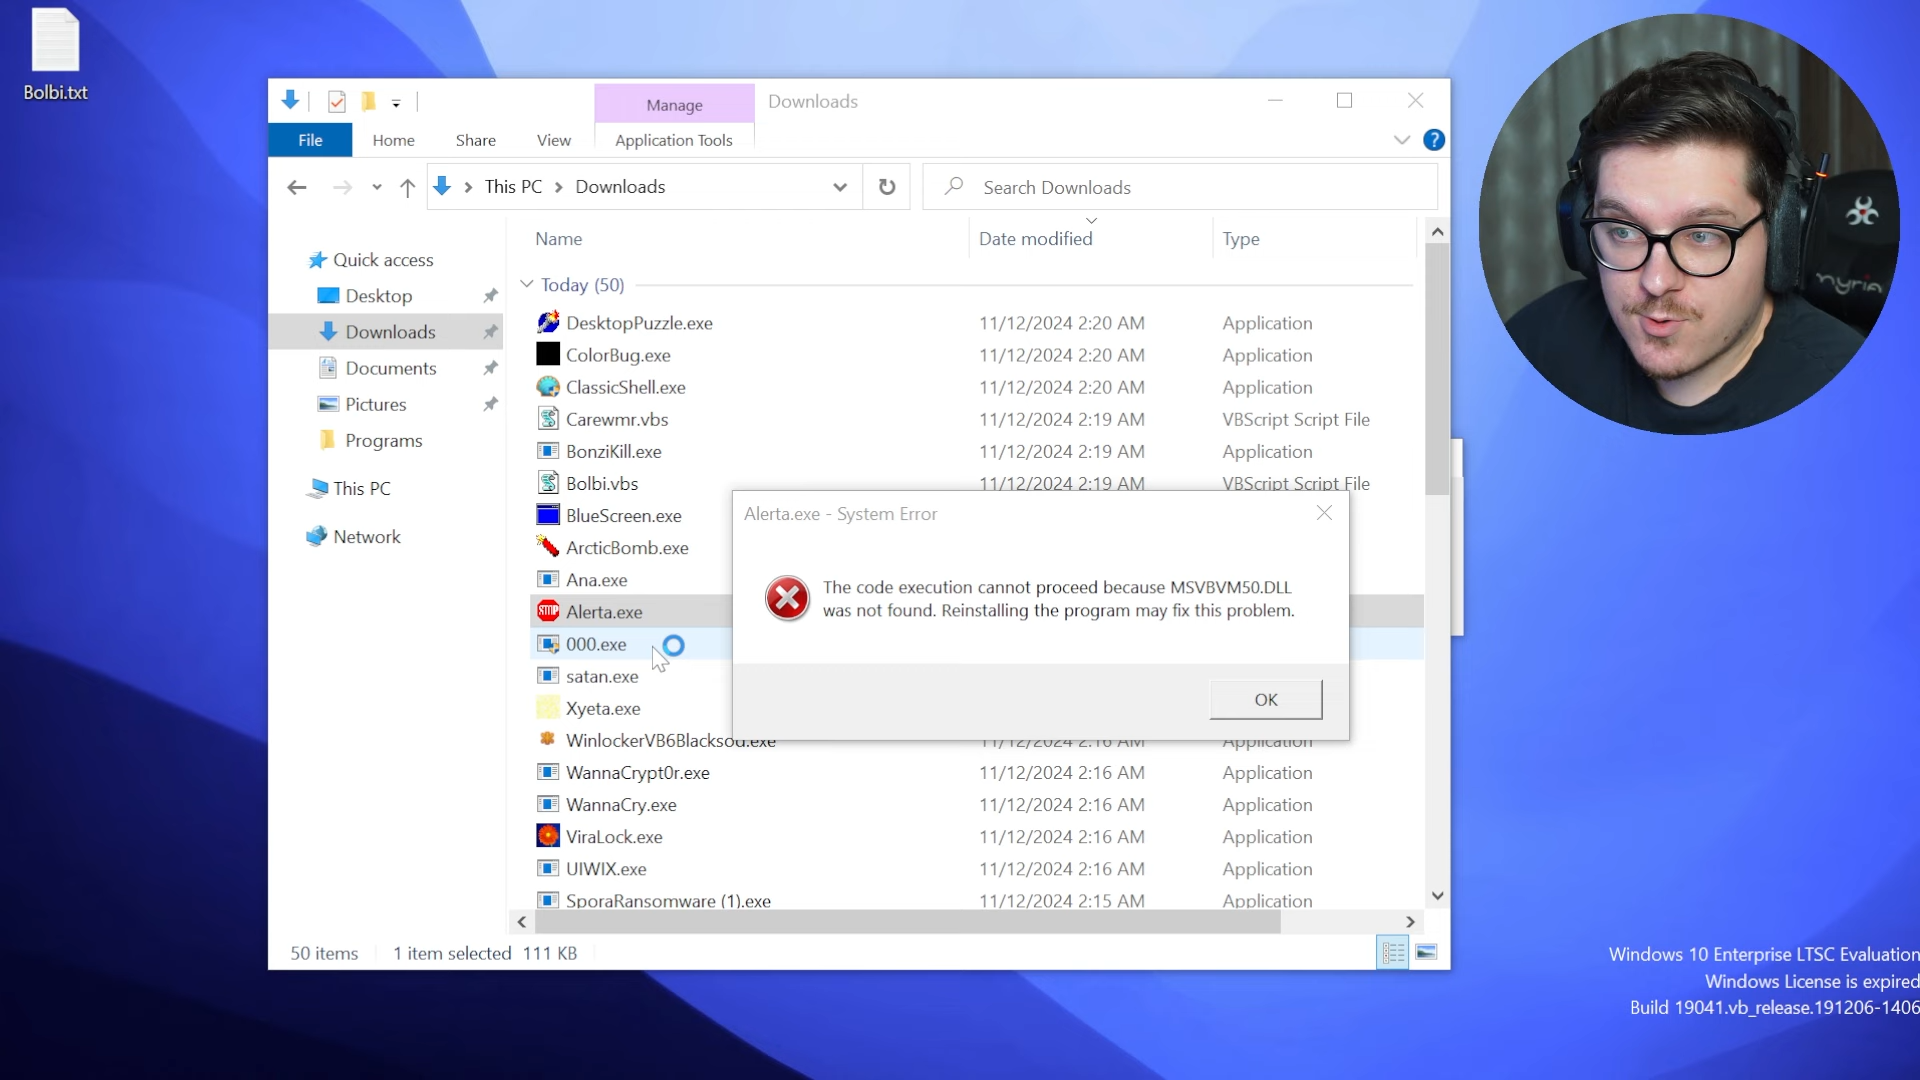 Bolbi.txt
Manage
Downloads
File
Home
Share
View
Application Tools
?
This PC
Downloads
Search Downloads
Name
Date modified
Type
Quick access
Desktop
Downloads
Documents
Pictures
Programs
This PC
Network
Today (50)
DesktopPuzzle.exe 11/12/2024 2:20 AM Application
ColorBug.exe 11/12/2024 2:20 AM Application
ClassicShell.exe 11/12/2024 2:20 AM Application
Carewmr.vbs 11/12/2024 2:19 AM VBScript Script File
BonziKill.exe 11/12/2024 2:19 AM Application
Bolbi.vbs 11/12/2024 2:19 AM VBScript Script File
BlueScreen.exe
ArcticBomb.exe
Ana.exe
STOP Alerta.exe
000.exe
satan.exe
Xyeta.exe
WinlockerVB6Blacksod.exe 11/12/2024 2:16 AM Application
WannaCrypt0r.exe 11/12/2024 2:16 AM Application
WannaCry.exe 11/12/2024 2:16 AM Application
ViraLock.exe 11/12/2024 2:16 AM Application
UIWIX.exe 11/12/2024 2:16 AM Application
SporaRansomware (1).exe 11/12/2024 2:15 AM Application
Alerta.exe - System Error
The code execution cannot proceed because MSVBVM50.DLL
was not found. Reinstalling the program may fix this problem.
OK
50 items
1 item selected 111 KB
nyria
Windows 10 Enterprise LTSC Evaluation
Windows License is expired
Build 19041.vb_release.191206-1406